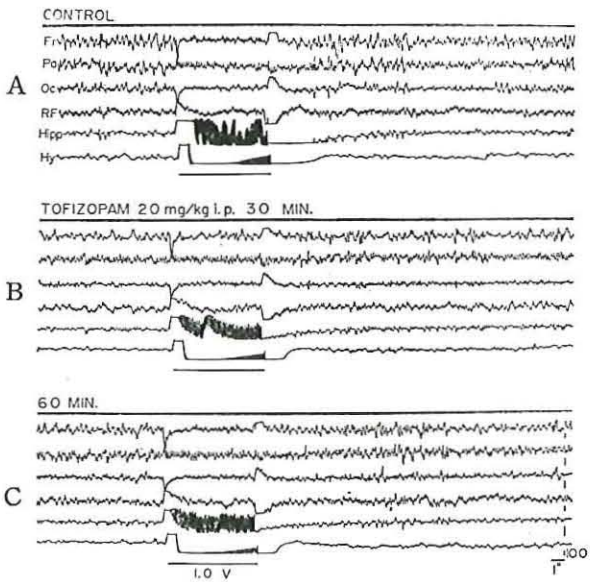 CONTROL
A
Fr
Pa
Oc
RF
Hipp
Hy
TOFIZOPAM 20 mg/kg i.p. 30 MIN.
B
60 MIN.
C
1.0 V
1"
100